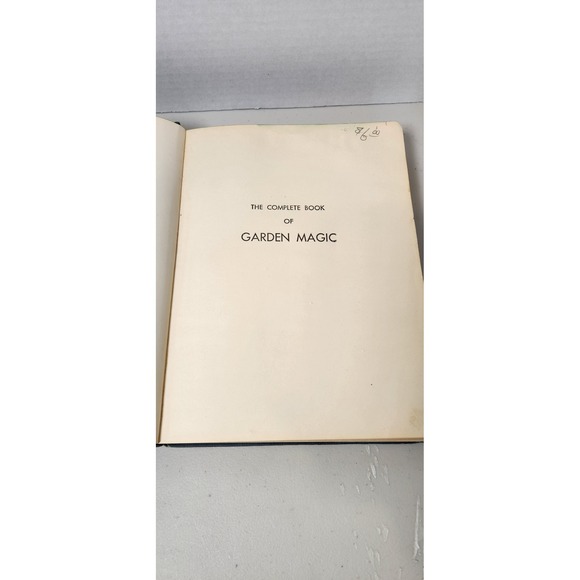 THE COMPLETE BOOK
OF
GARDEN MAGIC